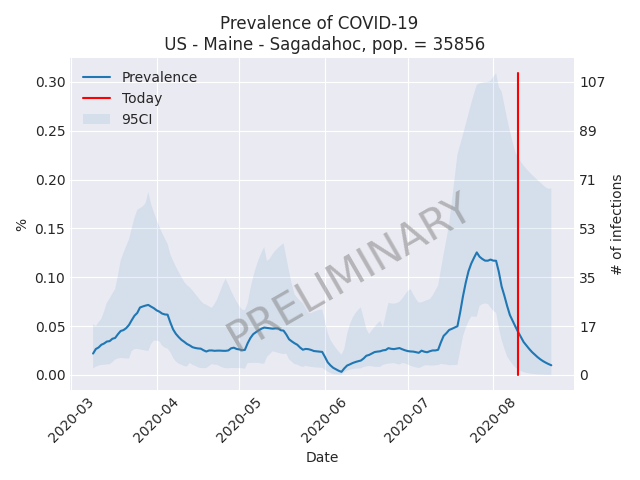 Prevalence of COVID-19
US - Maine - Sagadahoc, pop. = 35856
Prevalence
Today
95CI
0.30
0.25
0.20
0.15
0.10
0.05
0.00
%
107
89
71
53
35
17
0
# of infections
PRELIMINARY
2020-03
2020-04
2020-05
2020-06
2020-07
2020-08
Date